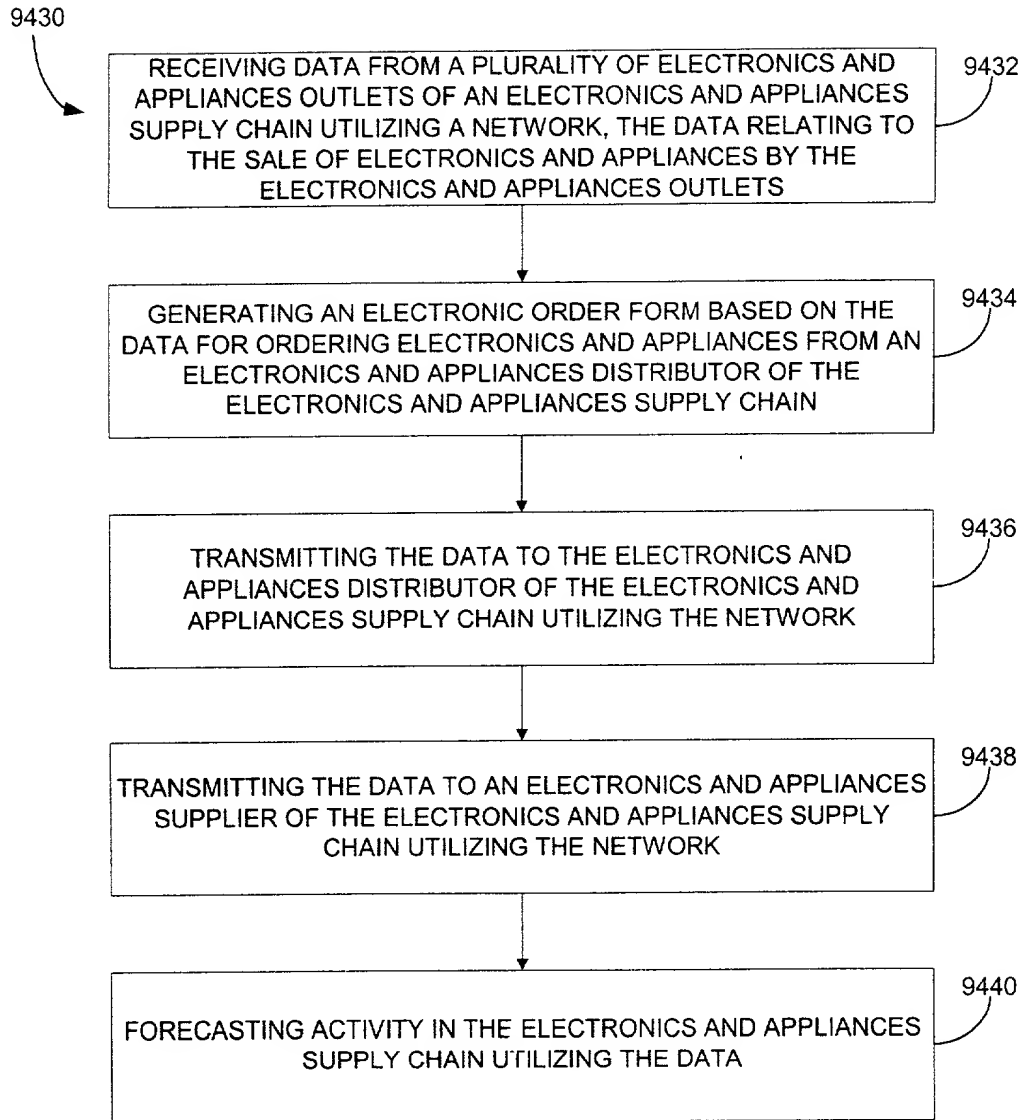 9430
RECEIVING DATA FROM A PLURALITY OF ELECTRONICS AND
APPLIANCES OUTLETS OF AN ELECTRONICS AND APPLIANCES
SUPPLY CHAIN UTILIZING A NETWORK, THE DATA RELATING TO
THE SALE OF ELECTRONICS AND APPLIANCES BY THE
ELECTRONICS AND APPLIANCES OUTLETS
9432
GENERATING AN ELECTRONIC ORDER FORM BASED ON THE
DATA FOR ORDERING ELECTRONICS AND APPLIANCES FROM AN
ELECTRONICS AND APPLIANCES DISTRIBUTOR OF THE
ELECTRONICS AND APPLIANCES SUPPLY CHAIN
9434
TRANSMITTING THE DATA TO THE ELECTRONICS AND
APPLIANCES DISTRIBUTOR OF THE ELECTRONICS AND
APPLIANCES SUPPLY CHAIN UTILIZING THE NETWORK
9436
TRANSMITTING THE DATA TO AN ELECTRONICS AND APPLIANCES
SUPPLIER OF THE ELECTRONICS AND APPLIANCES SUPPLY
CHAIN UTILIZING THE NETWORK
9438
FORECASTING ACTIVITY IN THE ELECTRONICS AND APPLIANCES
SUPPLY CHAIN UTILIZING THE DATA
9440